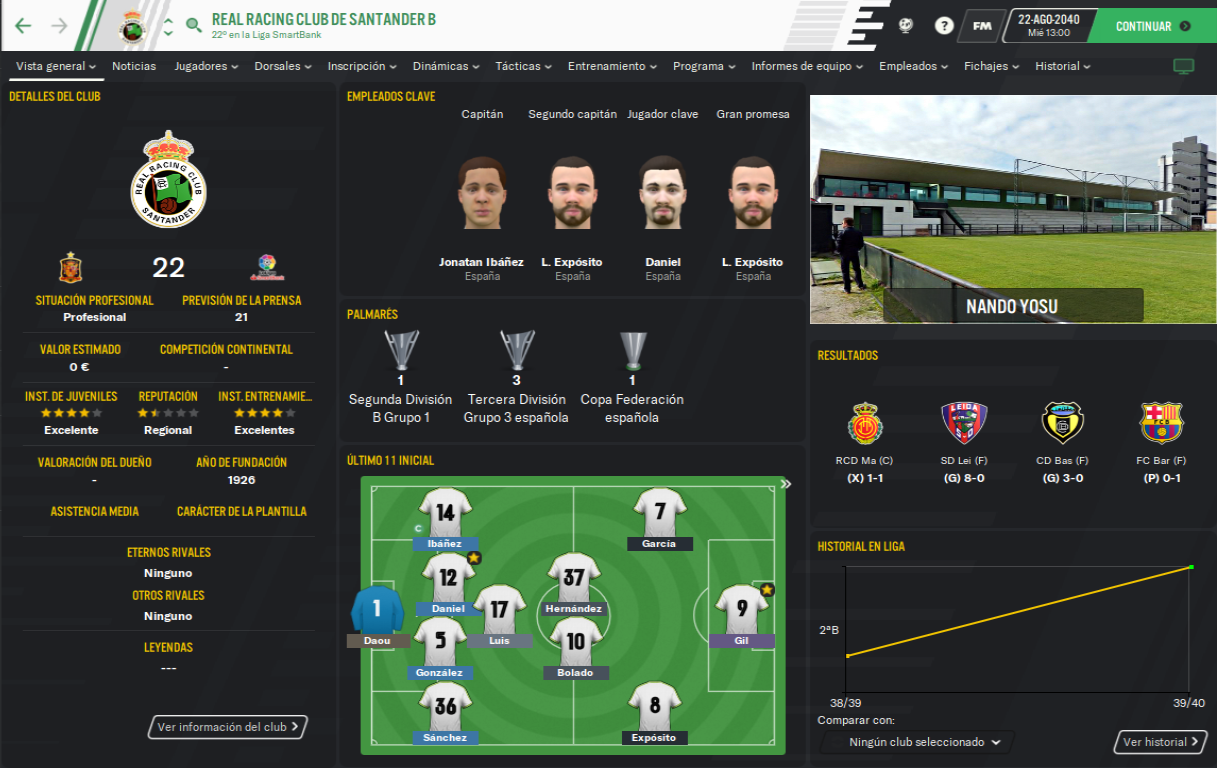 REAL RACING CLUB DE SANTANDER B
22º en la Liga SmartBank
?
FM
22-AGO-2040
Mié 13:00
CONTINUAR
Vista general
Noticias
Jugadores
Dorsales
Inscripción
Dinámicas
Tácticas
Entrenamiento
Programa
Informes de equipo
Empleados
Fichajes
Historial
DETALLES DEL CLUB
REAL RACING CLUB
SANTANDER
22
SITUACIÓN PROFESIONAL
PREVISIÓN DE LA PRENSA
Profesional
21
VALOR ESTIMADO
COMPETICIÓN CONTINENTAL
0 €
-
INST. DE JUVENILES
REPUTACIÓN
INST. ENTRENAMIE...
Excelente
Regional
Excelentes
VALORACIÓN DEL DUEÑO
AÑO DE FUNDACIÓN
-
1926
ASISTENCIA MEDIA
CARÁCTER DE LA PLANTILLA
ETERNOS RIVALES
Ninguno
OTROS RIVALES
Ninguno
LEYENDAS
---
Ver información del club
EMPLEADOS CLAVE
Capitán
Segundo capitán
Jugador clave
Gran promesa
Jonatan Ibáñez
L. Expósito
Daniel
L. Expósito
España
España
España
España
PALMARÉS
1
3
1
Segunda División
B Grupo 1
Tercera División
Grupo 3 española
Copa Federación
española
ÚLTIMO 11 INICIAL
14
C
Ibáñez
7
García
12
Daniel
37
Hernández
1
Daou
17
Luis
9
Gil
5
González
10
Bolado
36
Sánchez
8
Expósito
NANDO YOSU
RESULTADOS
LEIDA
FCB
RCD Ma (C)
SD Lei (F)
CD Bas (F)
FC Bar (F)
(X) 1-1
(G) 8-0
(G) 3-0
(P) 0-1
HISTORIAL EN LIGA
2ªB
38/39
39/40
Comparar con:
Ningún club seleccionado
Ver historial